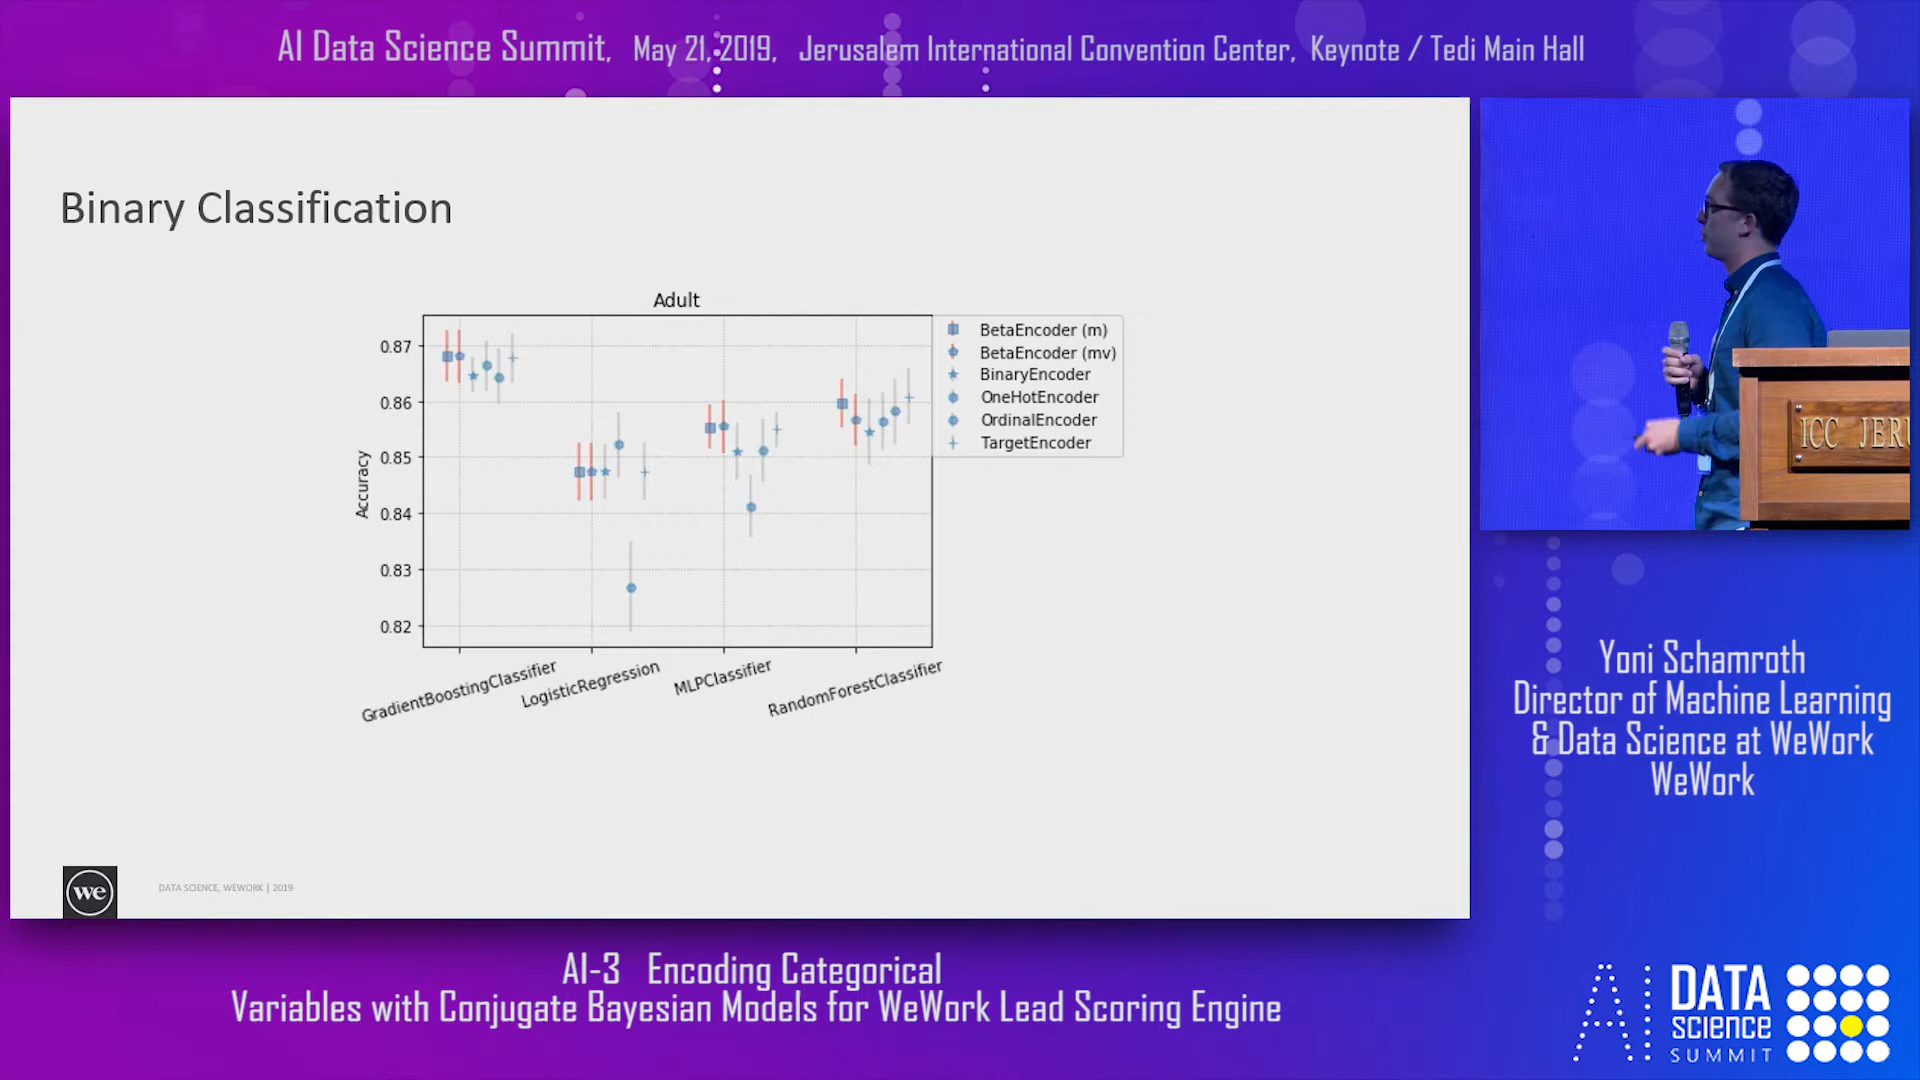 AI Data Science Summit, May 21, 2019, Jerusalem International Convention Center, Keynote / Tedi Main Hall
Binary Classification
Adult
0.87
0.86
0.85
0.84
0.83
0.82
Accuracy
GradientBoostingClassifier
LogisticRegression
MLPClassifier
RandomForestClassifier
BetaEncoder (m)
BetaEncoder (mv)
BinaryEncoder
OneHotEncoder
OrdinalEncoder
TargetEncoder
we
DATA SCIENCE, WEWORK | 2019
ICC
Yoni Schamroth
Director of Machine Learning
& Data Science at WeWork
WeWork
AI-3 Encoding Categorical
Variables with Conjugate Bayesian Models for WeWork Lead Scoring Engine
AI DATA
SCIENCE
SUMMIT